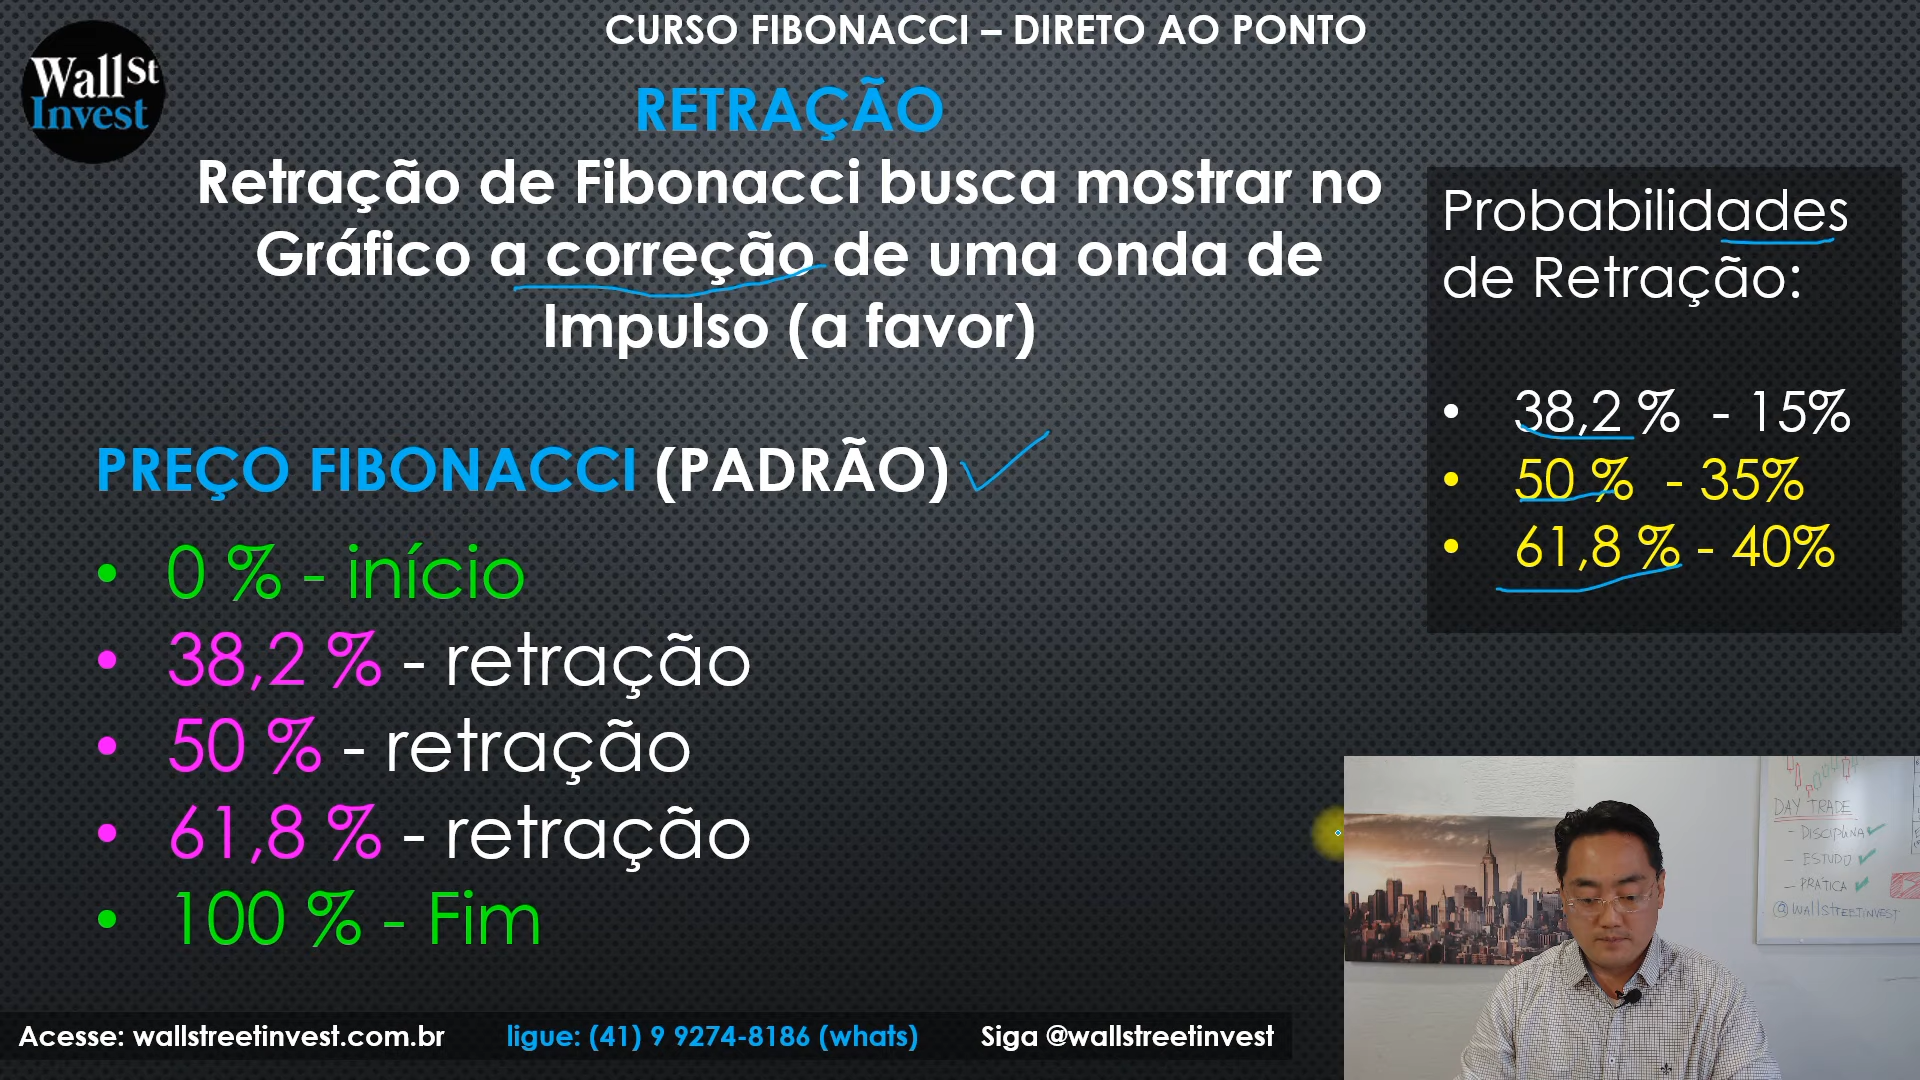 CURSO FIBONACCI – DIRETO AO PONTO
WallSt
Invest
RETRAÇÃO
Retração de Fibonacci busca mostrar no
Gráfico a correção de uma onda de
Impulso (a favor)
Probabilidades
de Retração:
• 38,2 % - 15%
• 50 % - 35%
• 61,8 % - 40%
PREÇO FIBONACCI (PADRÃO)
• 0 % - início
• 38,2 % - retração
• 50 % - retração
• 61,8 % - retração
• 100 % - Fim
DAY TRADE
- DISCIPLINA
- ESTUDO
- PRÁTICA
@WALLSTREETINVEST
Acesse: wallstreetinvest.com.br ligue: (41) 9 9274-8186 (whats) Siga @wallstreetinvest